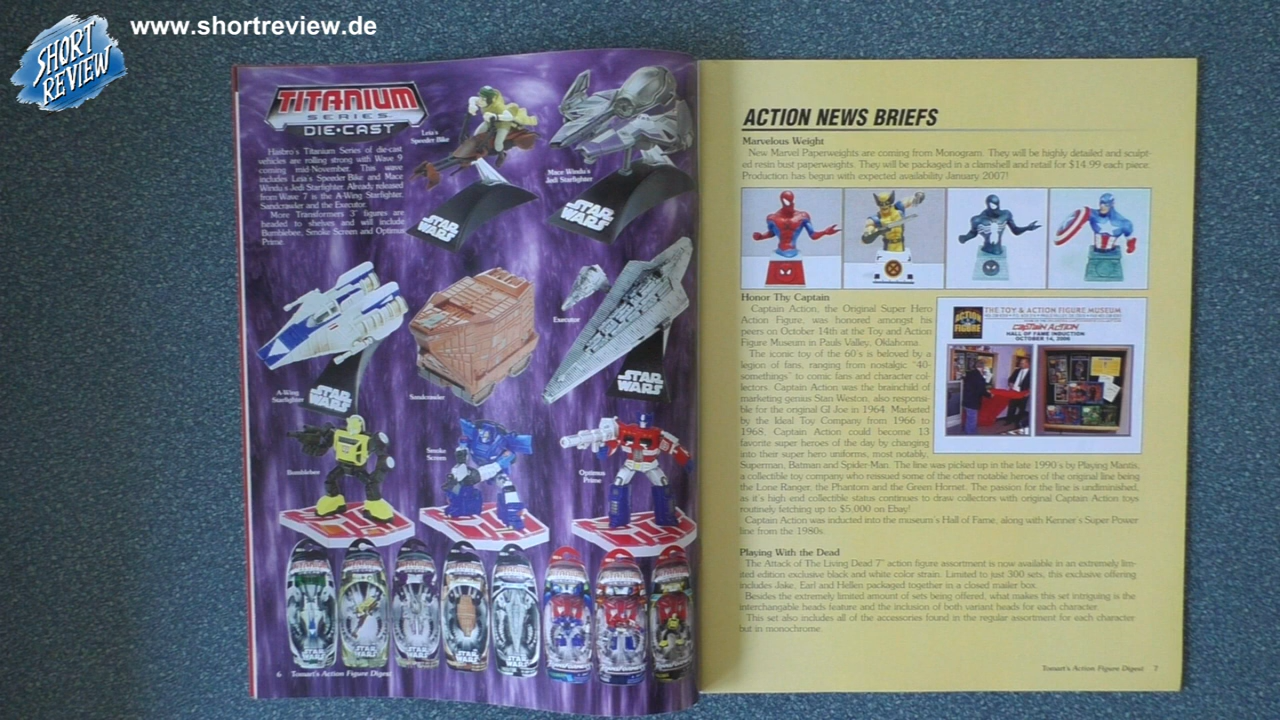 SHORT
REVIEW
www.shortreview.de
TITANIUM
SERIES
DIE•CAST
Hasbro's Titanium Series of die-cast
vehicles are rolling strong with Wave 9
coming mid-November. This wave
includes Leia's Speeder Bike and Mace
Windu's Jedi Starfighter. Already released
from Wave 7 is the A-Wing Starfighter,
Sandcrawler and the Executor.
More Transformers 3" figures are
headed to shelves and will include
Bumblebee, Smoke Screen and Optimus
Prime.
Leia's
Speeder Bike
Mace Windu's
Jedi Starfighter
STAR
WARS
STAR
WARS
A-Wing
Starfighter
STAR
WARS
Sandcrawler
Executor
STAR
WARS
Bumblebee
Smoke
Screen
Optimus
Prime
STAR
WARS
STAR
WARS
STAR
WARS
STAR
WARS
STAR
WARS
6 Tomart's Action Figure Digest
ACTION NEWS BRIEFS
Marvelous Weight
New Marvel Paperweights are coming from Monogram. They will be highly detailed and sculpt-
ed resin bust paperweights. They will be packaged in a clamshell and retail for $14.99 each piece.
Production has begun with expected availability January 2007!
Honor Thy Captain
Captain Action, the Original Super Hero
Action Figure, was honored amongst his
peers on October 14th at the Toy and Action
Figure Museum in Pauls Valley, Oklahoma.
The iconic toy of the 60's is beloved by a
legion of fans, ranging from nostalgic "40-
somethings" to comic fans and character col-
lectors. Captain Action was the brainchild of
marketing genius Stan Weston, also responsi-
ble for the original GI Joe in 1964. Marketed
by the Ideal Toy Company from 1966 to
1968, Captain Action could become 13
favorite super heroes of the day by changing
into their super hero uniforms, most notably,
Superman, Batman and Spider-Man. The line was picked up in the late 1990's by Playing Mantis,
a collectible toy company who reissued some of the other notable heroes of the original line being
the Lone Ranger, the Phantom and the Green Hornet. The passion for the line is undiminished,
as it's high end collectible status continues to draw collectors with original Captain Action toys
routinely fetching up to $5,000 on Ebay!
Captain Action was inducted into the museum's Hall of Fame, along with Kenner's Super Power
line from the 1980s.
ACTION
FIGURE
THE TOY & ACTION FIGURE MUSEUM
CAPTAIN ACTION
HALL OF FAME INDUCTION
OCTOBER 14, 2006
Playing With the Dead
The Attack of The Living Dead 7" action figure assortment is now available in an extremely lim-
ited edition exclusive black and white color strain. Limited to just 300 sets, this exclusive offering
includes Jake, Earl and Hellen packaged together in a closed mailer box.
Besides the extremely limited amount of sets being offered, what makes this set intriguing is the
interchangable heads feature and the inclusion of both variant heads for each character.
This set also includes all of the accessories found in the regular assortment for each character
but in monochrome.
Tomart's Action Figure Digest 7